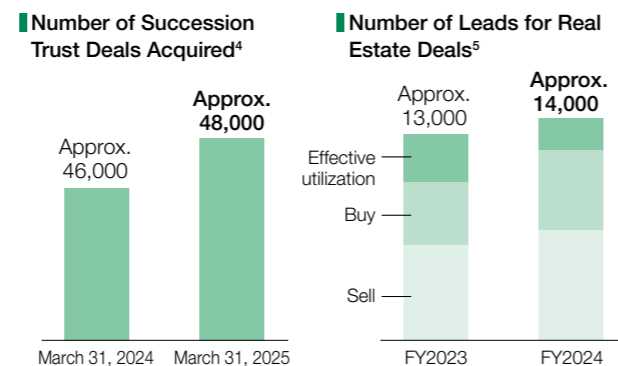 Number of Succession
Trust Deals Acquired4
Approx.
46,000
Approx.
48,000
March 31, 2024
March 31, 2025
Number of Leads for Real
Estate Deals5
Approx.
13,000
Approx.
14,000
Effective
utilization
Buy
Sell
FY2023
FY2024